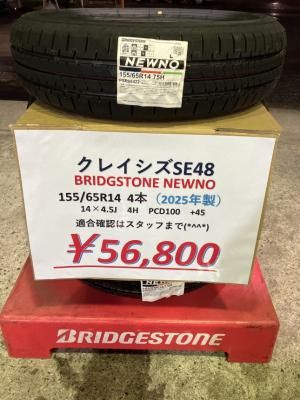 BRIDGESTONE
NEWNO
155/65R14 75H
クレイシズSE48
BRIDGSTONE NEWNO
155/65R14 4本（2025年製）
14×4.5J 4H PCD100 +45
適合確認はスタッフまで(*^^*)
￥56,800
NEWNO
BRIDGESTONE